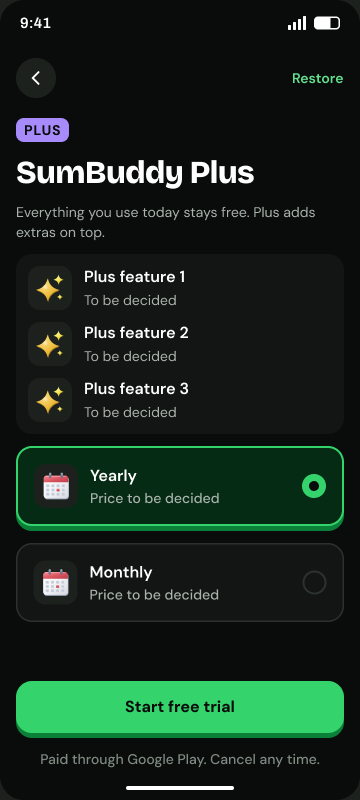 9:41
Restore
PLUS
SumBuddy Plus
Everything you use today stays free. Plus adds
extras on top.
Plus feature 1
To be decided
Plus feature 2
To be decided
Plus feature 3
To be decided
Yearly
Price to be decided
Monthly
Price to be decided
Start free trial
Paid through Google Play. Cancel any time.